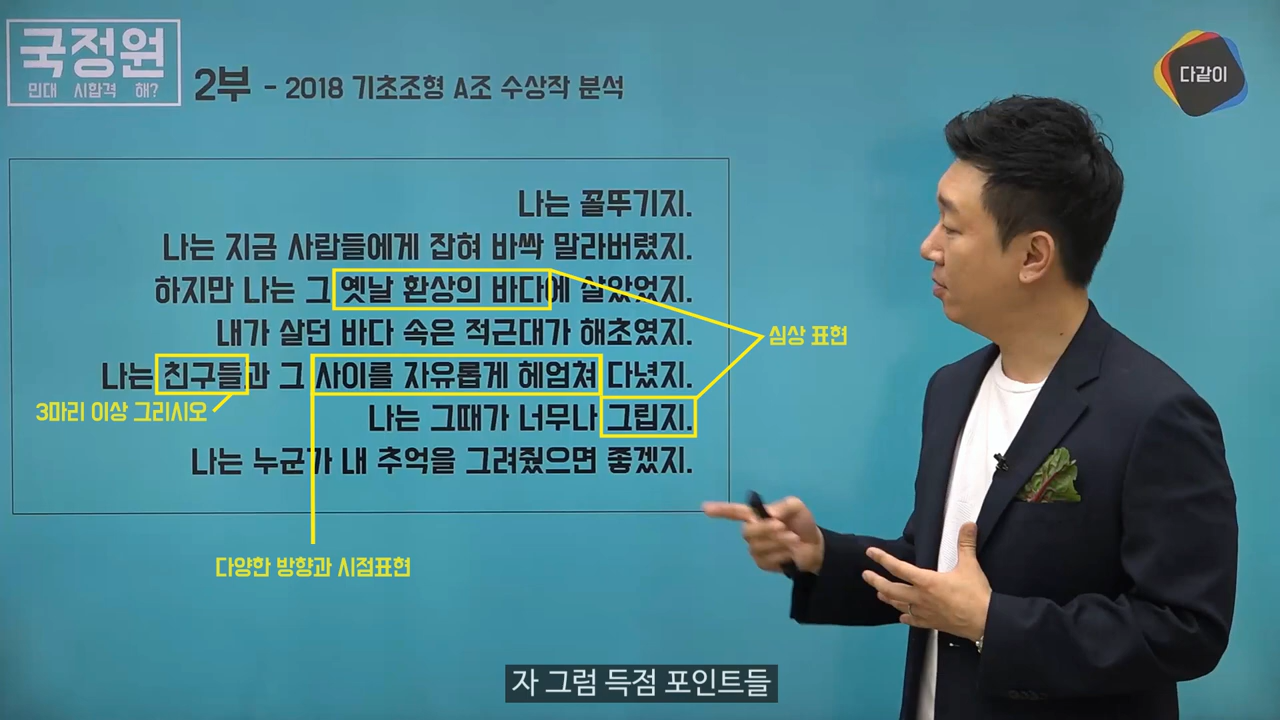 국정원
민대 시합격 해?
2부 - 2018 기초조형 A조 수상작 분석
다같이
나는 꼴뚜기지.
나는 지금 사람들에게 잡혀 바싹 말라버렸지.
하지만 나는 그 옛날 환상의 바다에 살았었지.
내가 살던 바다 속은 적근대가 해초였지.
나는 친구들과 그 사이를 자유롭게 헤엄쳐 다녔지.
나는 그때가 너무나 그립지.
나는 누군가 내 추억을 그려줬으면 좋겠지.
심상 표현
3마리 이상 그리시오
다양한 방향과 시점표현
자 그럼 득점 포인트들